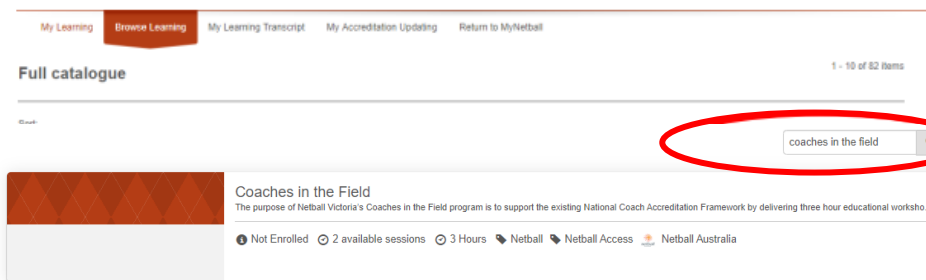 My Learning Browse Learning My Learning Transcript My Accreditation Updating Return to MyNetball
Full catalogue
1 - 10 of 82 items
coaches in the field
Coaches in the Field
The purpose of Netball Victoria's Coaches in the Field program is to support the existing National Coach Accreditation Framework by delivering three hour educational worksho
Not Enrolled 2 available sessions 3 Hours Netball Netball Access Netball Australia